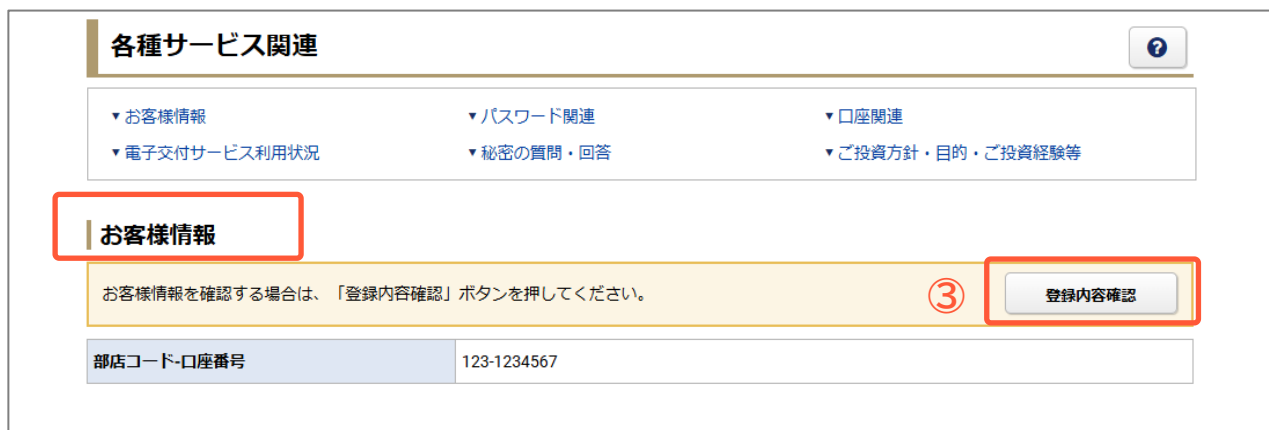 各種サービス関連
?
▼お客様情報 ▼パスワード関連 ▼口座関連
▼電子交付サービス利用状況 ▼秘密の質問・回答 ▼ご投資方針・目的・ご投資経験等
お客様情報
お客様情報を確認する場合は、「登録内容確認」ボタンを押してください。 ③ 登録内容確認
部店コード-口座番号 123-1234567